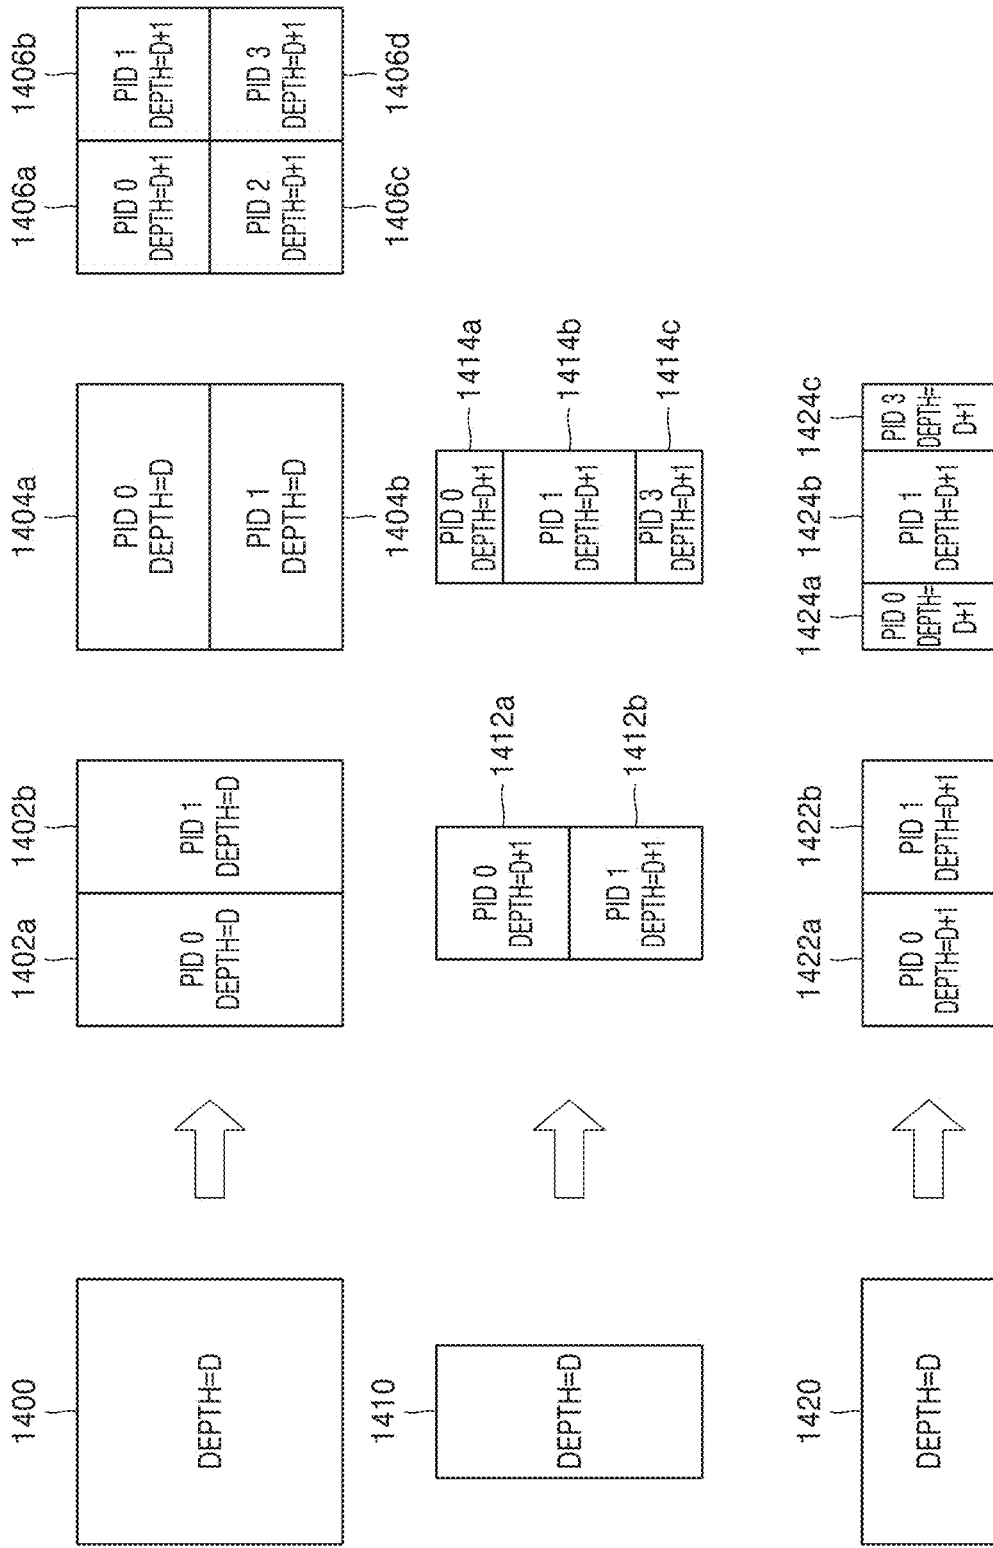 1400
DEPTH=D
1402a
1402b
PID 0
DEPTH=D
PID 1
DEPTH=D
1404a
PID 0
DEPTH=D
PID 1
DEPTH=D
1404b
1406a
1406b
PID 0
DEPTH=D+1
PID 1
DEPTH=D+1
PID 2
DEPTH=D+1
PID 3
DEPTH=D+1
1406c
1406d
1410
DEPTH=D
PID 0
DEPTH=D+1
1412a
PID 1
DEPTH=D+1
1412b
PID 0
DEPTH=D+1
1414a
PID 1
DEPTH=D+1
1414b
PID 3
DEPTH=D+1
1414c
1420
DEPTH=D
1422a
1422b
PID 0
DEPTH=D+1
PID 1
DEPTH=D+1
1424a
1424b
1424c
PID 0
DEPTH=
D+1
PID 1
DEPTH=D+1
PID 3
DEPTH=
D+1